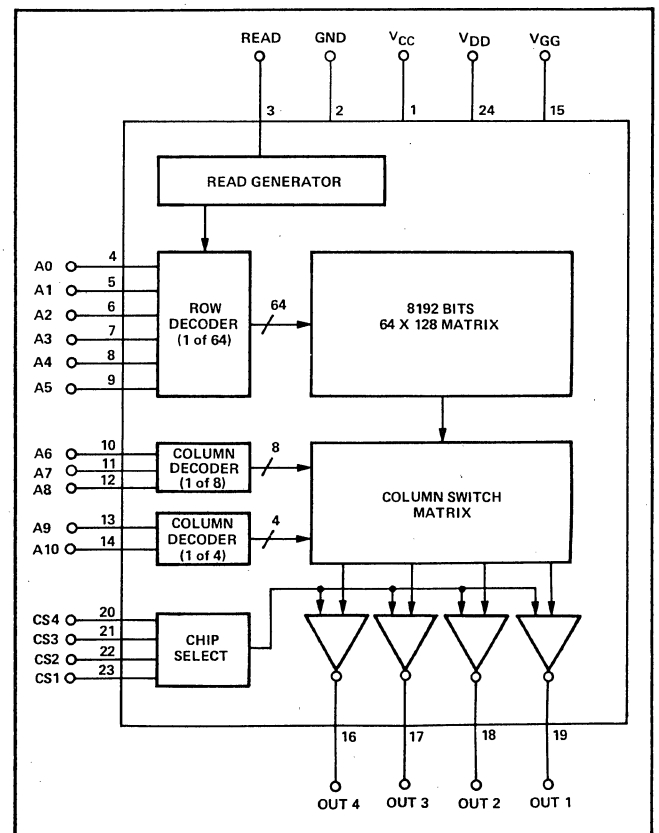 READ GND VCC VDD VGG
3 2 1 24 15
READ GENERATOR
A0 4
A1 5
A2 6
A3 7
A4 8
A5 9
ROW
DECODER
(1 of 64)
64
8192 BITS
64 X 128 MATRIX
A6 10
A7 11
A8 12
COLUMN
DECODER
(1 of 8)
8
A9 13
A10 14
COLUMN
DECODER
(1 of 4)
4
COLUMN SWITCH
MATRIX
CS4 20
CS3 21
CS2 22
CS1 23
CHIP
SELECT
16 17 18 19
OUT 4 OUT 3 OUT 2 OUT 1